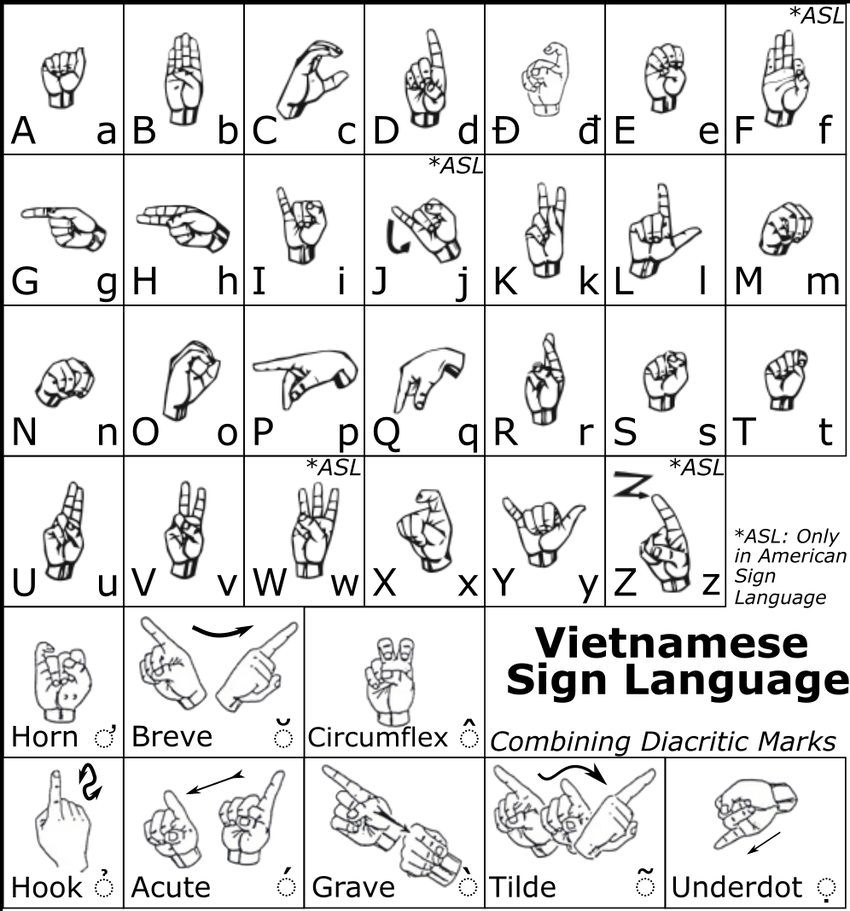 *ASL
A a B b C c D d Đ đ E e F f
*ASL
G g H h I i J j K k L l M m
N n O o P p Q q R r S s T t
*ASL *ASL
U u V v W w X x Y y Z z
*ASL: Only
in American
Sign
Language
Horn ◌̛ Breve ◌̆ Circumflex ◌̂
Vietnamese
Sign Language
Combining Diacritic Marks
Hook ◌̉ Acute ◌́ Grave ◌̀ Tilde ◌̃ Underdot ◌̣